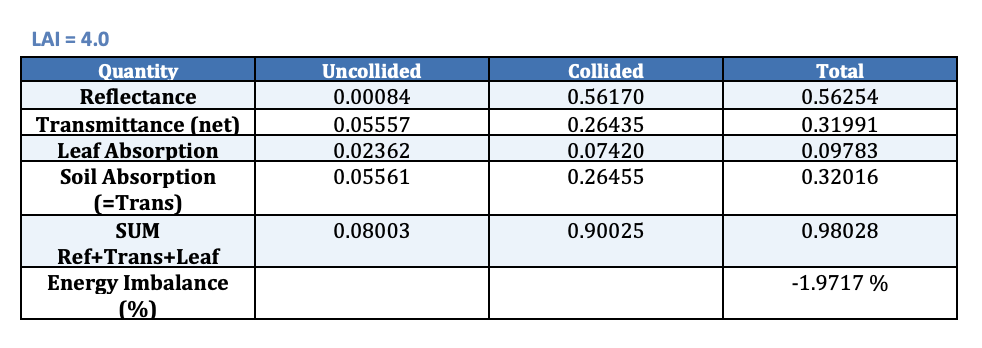 LAI = 4.0
Quantity Uncollided Collided Total
Reflectance 0.00084 0.56170 0.56254
Transmittance (net) 0.05557 0.26435 0.31991
Leaf Absorption 0.02362 0.07420 0.09783
Soil Absorption 0.05561 0.26455 0.32016
(=Trans)
SUM 0.08003 0.90025 0.98028
Ref+Trans+Leaf
Energy Imbalance -1.9717 %
(%)